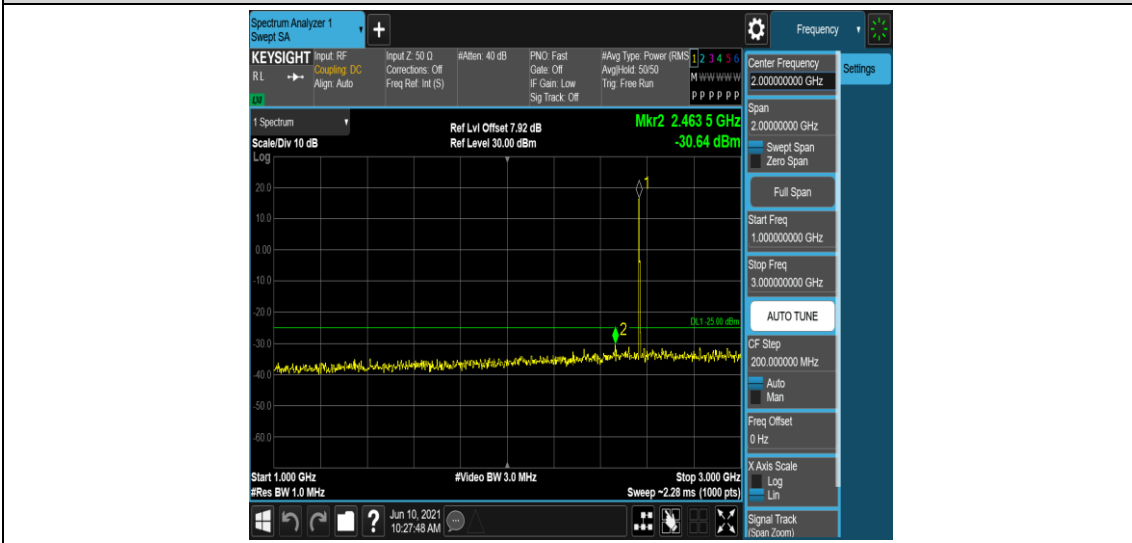 Spectrum Analyzer 1
Swept SA
+
Frequency
KEYSIGHT
RL
LXI
Input: RF
Coupling: DC
Align: Auto
Input Z: 50 Ω
Corrections: Off
Freq Ref: Int (S)
#Atten: 40 dB
PNO: Fast
Gate: Off
IF Gain: Low
Sig Track: Off
#Avg Type: Power (RMS
Avg|Hold: 50/50
Trig: Free Run
1 2 3 4 5 6
M W W W W W
P P P P P P
Center Frequency
2.000000000 GHz
Settings
Span
2.00000000 GHz
Swept Span
Zero Span
Full Span
Start Freq
1.000000000 GHz
Stop Freq
3.000000000 GHz
AUTO TUNE
CF Step
200.000000 MHz
Auto
Man
Freq Offset
0 Hz
X Axis Scale
Log
Lin
Signal Track
(Span Zoom)
1 Spectrum
Scale/Div 10 dB
Log
Ref Lvl Offset 7.92 dB
Ref Level 30.00 dBm
Mkr2 2.463 5 GHz
-30.64 dBm
20.0
10.0
0.00
-10.0
-20.0
-30.0
-40.0
-50.0
-60.0
1
2
DL1 -25.00 dBm
Start 1.000 GHz
#Res BW 1.0 MHz
#Video BW 3.0 MHz
Stop 3.000 GHz
Sweep ~2.28 ms (1000 pts)
?
Jun 10, 2021
10:27:48 AM